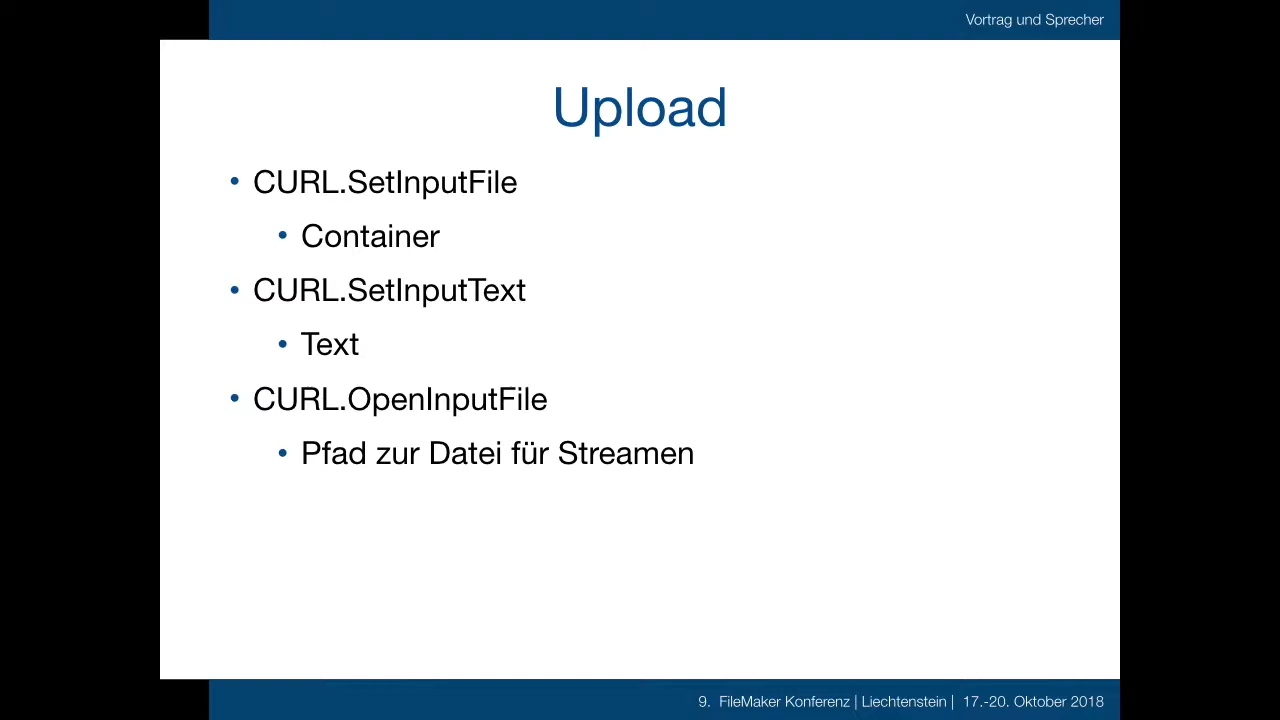 Vortrag und Sprecher
Upload
• CURL.SetInputFile
• Container
• CURL.SetInputText
• Text
• CURL.OpenInputFile
• Pfad zur Datei für Streamen
9. FileMaker Konferenz | Liechtenstein | 17.-20. Oktober 2018